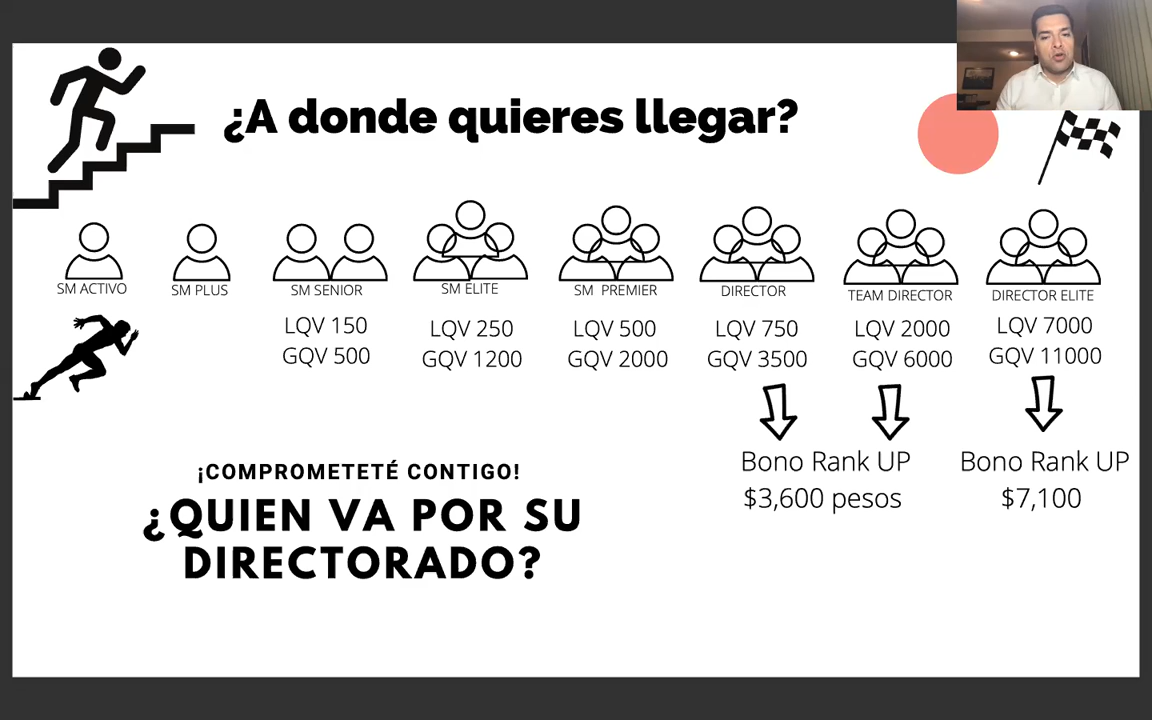 ¿A donde quieres llegar?
SM ACTIVO
SM PLUS
SM SENIOR
SM ELITE
SM PREMIER
DIRECTOR
TEAM DIRECTOR
DIRECTOR ELITE
LQV 150
GQV 500
LQV 250
GQV 1200
LQV 500
GQV 2000
LQV 750
GQV 3500
LQV 2000
GQV 6000
LQV 7000
GQV 11000
Bono Rank UP
$3,600 pesos
Bono Rank UP
$7,100
¡COMPROMETETÉ CONTIGO!
¿QUIEN VA POR SU
DIRECTORADO?